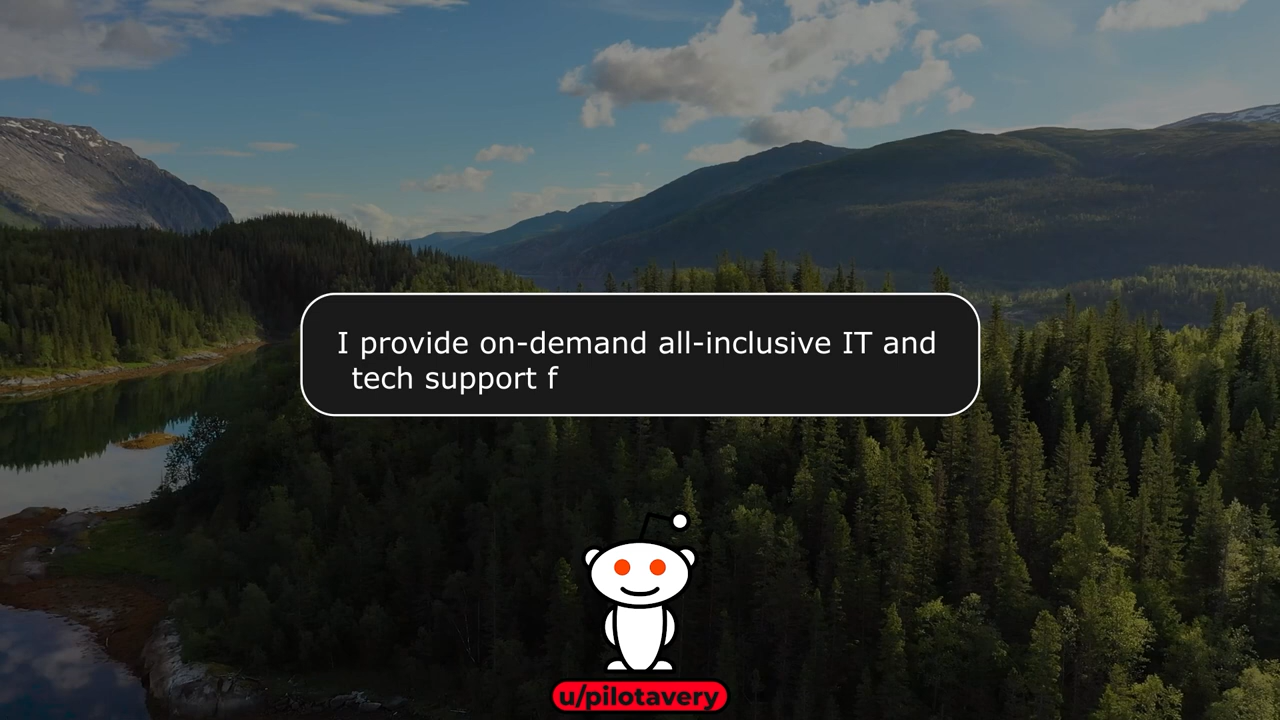 I provide on-demand all-inclusive IT and
tech support f
u/pilotavery